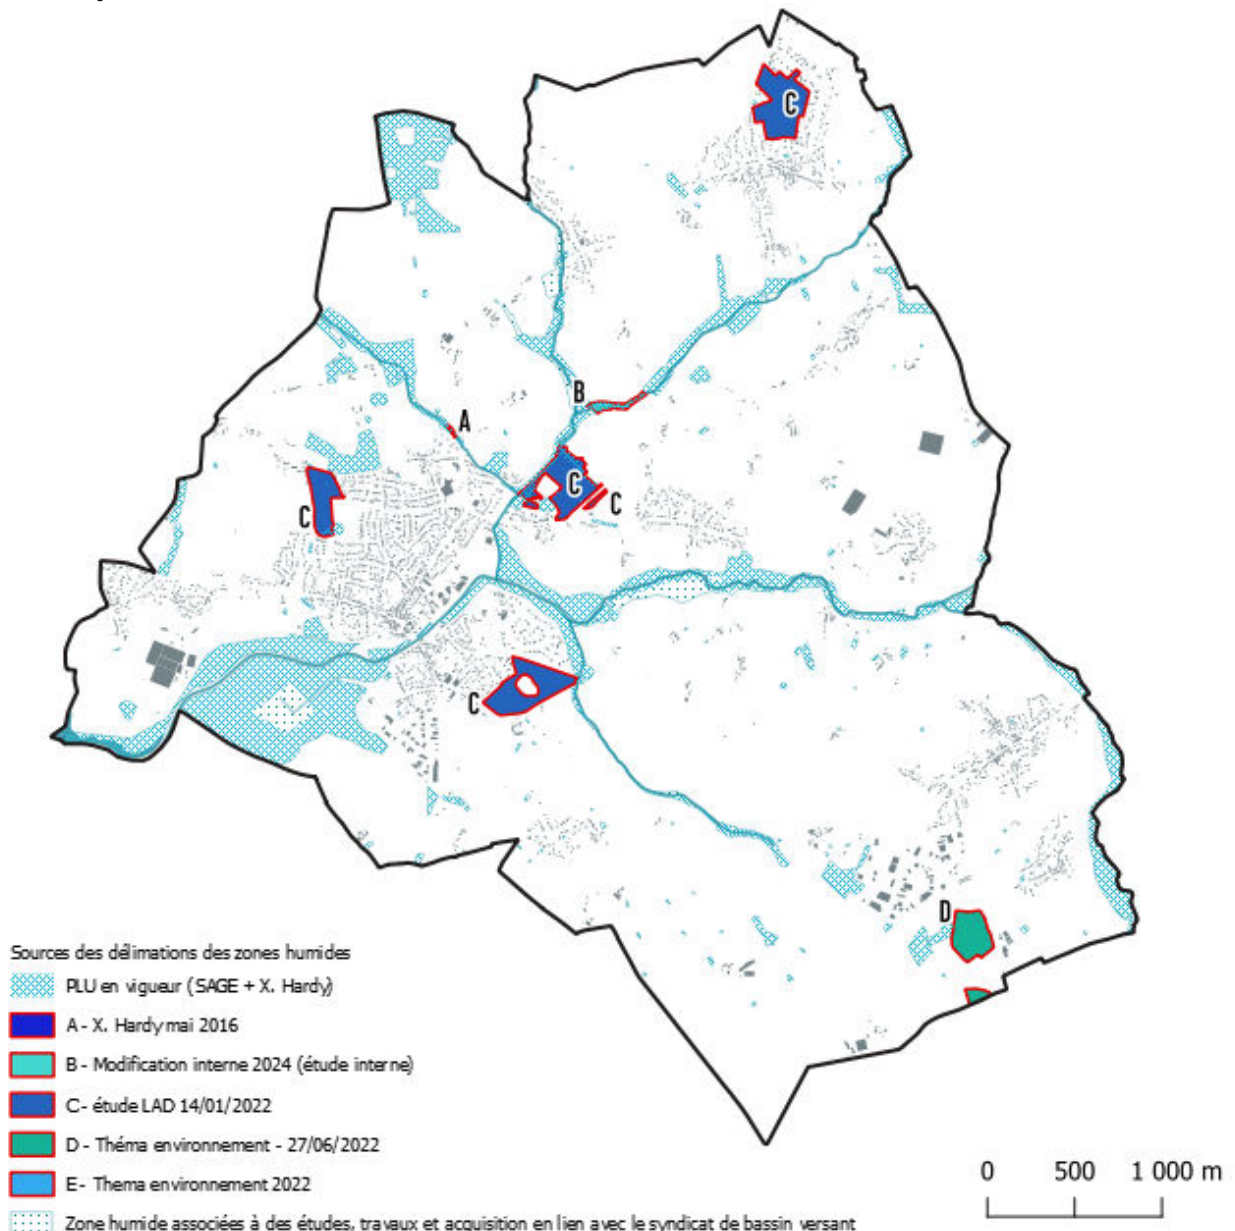 C
B
A
C
C
C
C
D
Sources des délimations des zones humides
PLU en vigueur (SAGE + X. Hardy)
A - X. Hardy mai 2016
B - Modification interne 2024 (étude interne)
C - étude LAD 14/01/2022
D - Théma environnement - 27/06/2022
E - Thema environnement 2022
Zone humide associées à des études, travaux et acquisition en lien avec le syndicat de bassin versant
0 500 1 000 m